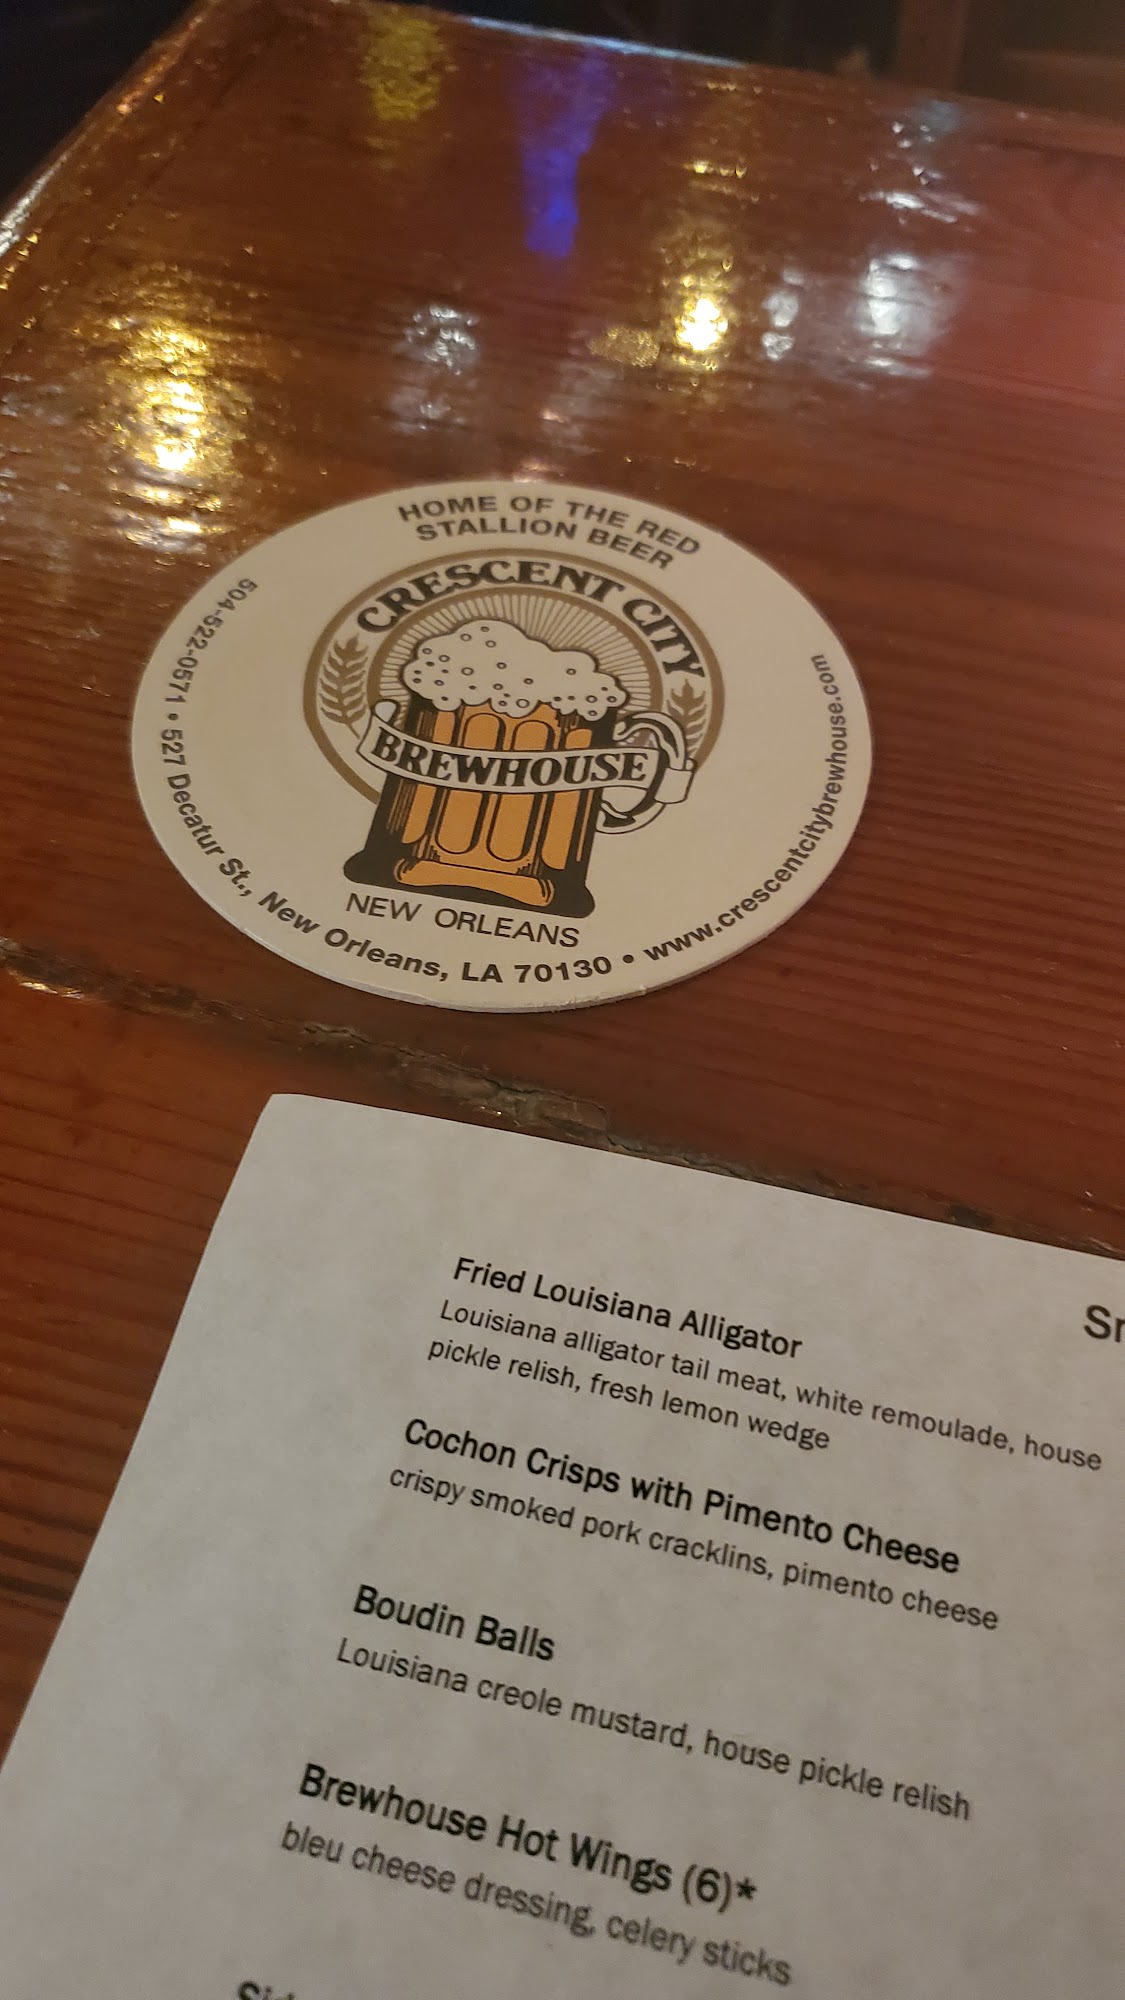 HOME OF THE RED
STALLION BEER
CRESCENT CITY
BREWHOUSE
NEW ORLEANS
504-522-0571 • 527 Decatur St., New Orleans, LA 70130 • www.crescentcitybrewhouse.com
Fried Louisiana Alligator
Louisiana alligator tail meat, white remoulade, house
pickle relish, fresh lemon wedge
Cochon Crisps with Pimento Cheese
crispy smoked pork cracklins, pimento cheese
Boudin Balls
Louisiana creole mustard, house pickle relish
Brewhouse Hot Wings (6)*
bleu cheese dressing, celery sticks